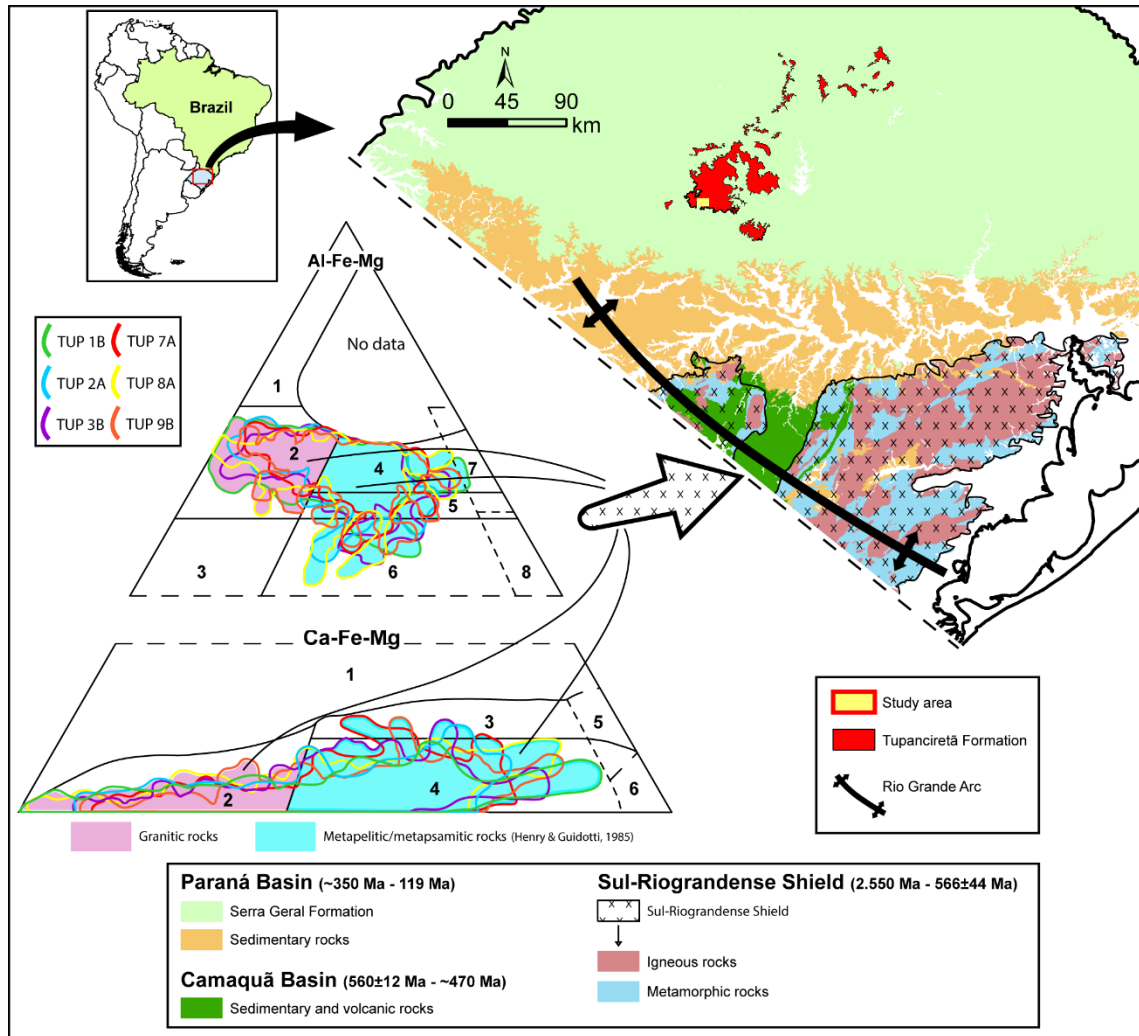 Brazil
N
0 45 90
km
Al-Fe-Mg
No data
TUP 1B TUP 7A
TUP 2A TUP 8A
TUP 3B TUP 9B
1
2
4
7
5
3
6
8
Ca-Fe-Mg
1
3
5
2
4
6
Granitic rocks
Metapelitic/metapsamitic rocks (Henry & Guidotti, 1985)
Study area
Tupanciretã Formation
Rio Grande Arc
Paraná Basin (~350 Ma - 119 Ma)
Serra Geral Formation
Sedimentary rocks
Camaquã Basin (560±12 Ma - ~470 Ma)
Sedimentary and volcanic rocks
Sul-Riograndense Shield (2.550 Ma - 566±44 Ma)
Sul-Riograndense Shield
Igneous rocks
Metamorphic rocks